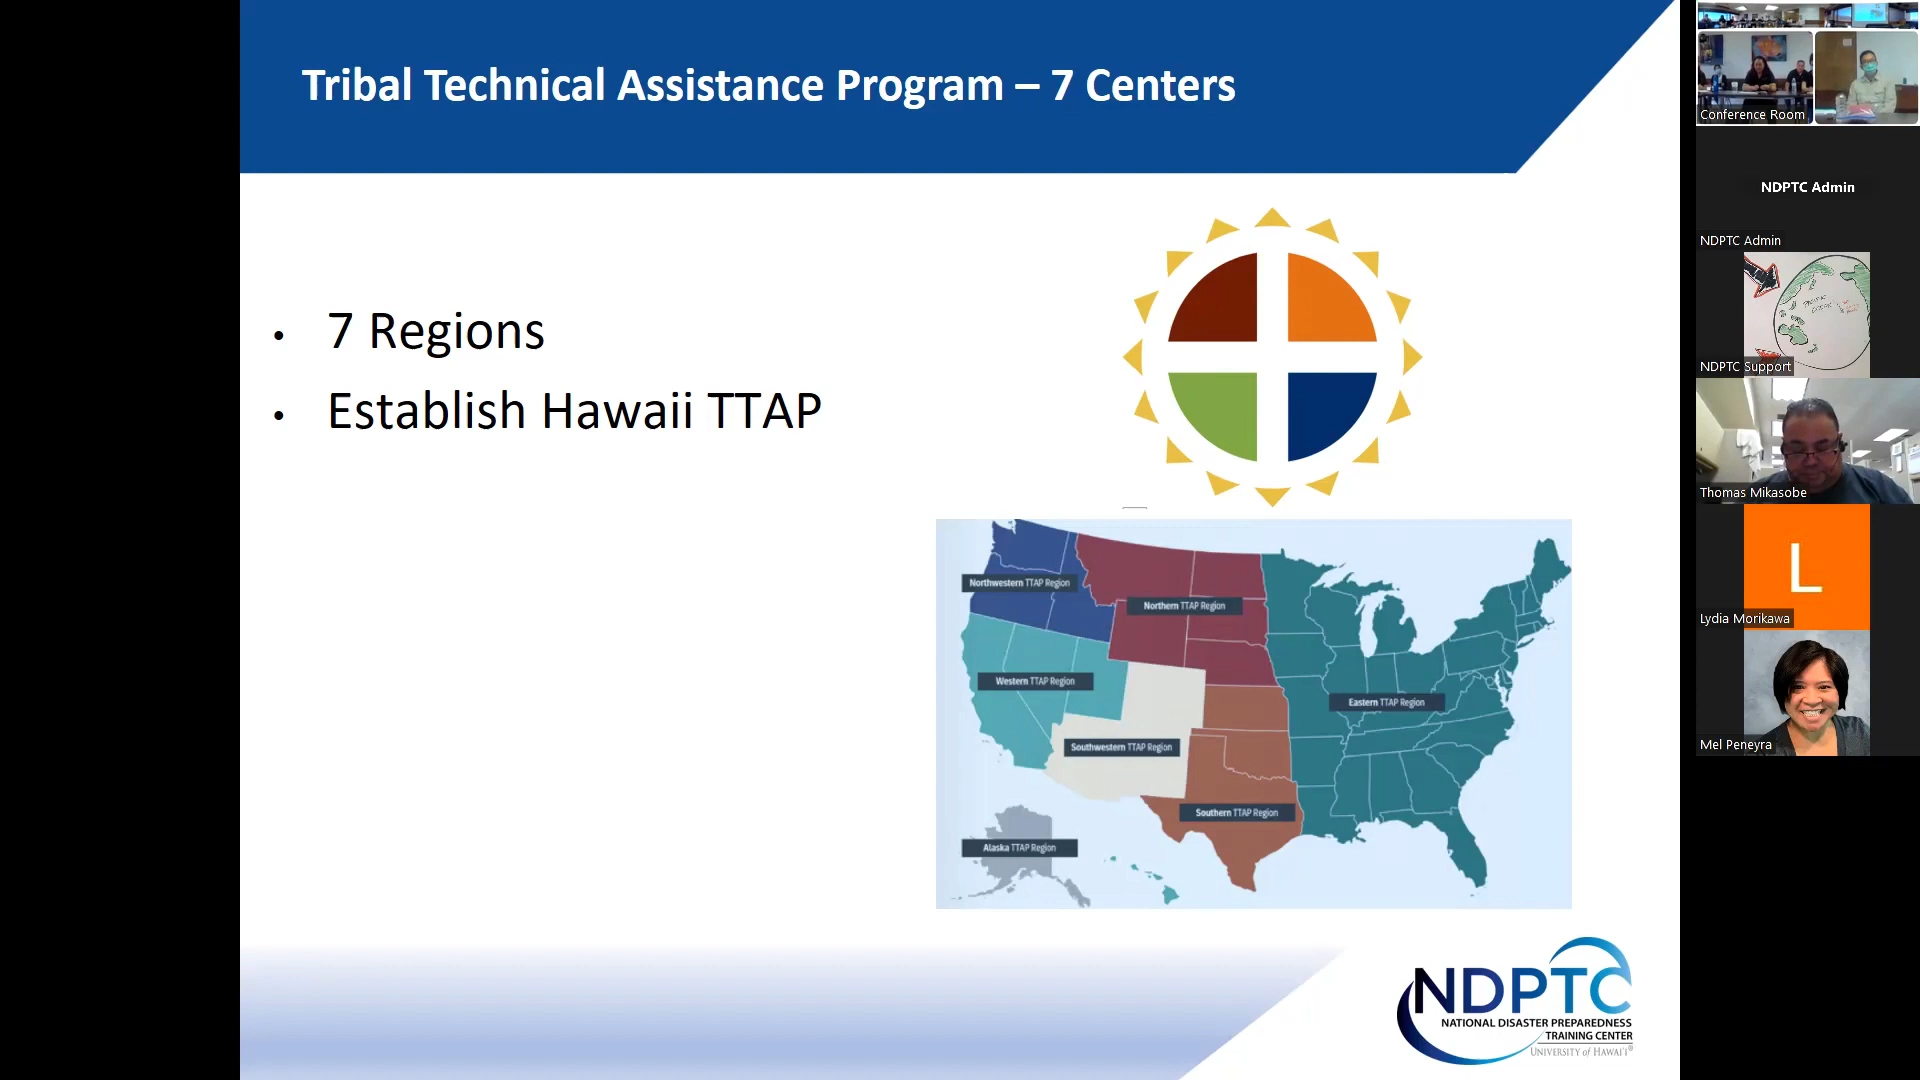 Tribal Technical Assistance Program – 7 Centers
• 7 Regions
• Establish Hawaii TTAP
Northwestern TTAP Region
Northern TTAP Region
Western TTAP Region
Eastern TTAP Region
Southwestern TTAP Region
Southern TTAP Region
Alaska TTAP Region
NDPTC
NATIONAL DISASTER PREPAREDNESS
TRAINING CENTER
UNIVERSITY of HAWAI'I®
Conference Room
NDPTC Admin
NDPTC Admin
PACIFIC
NDPTC Support
Thomas Mikasobe
L
Lydia Morikawa
Mel Peneyra